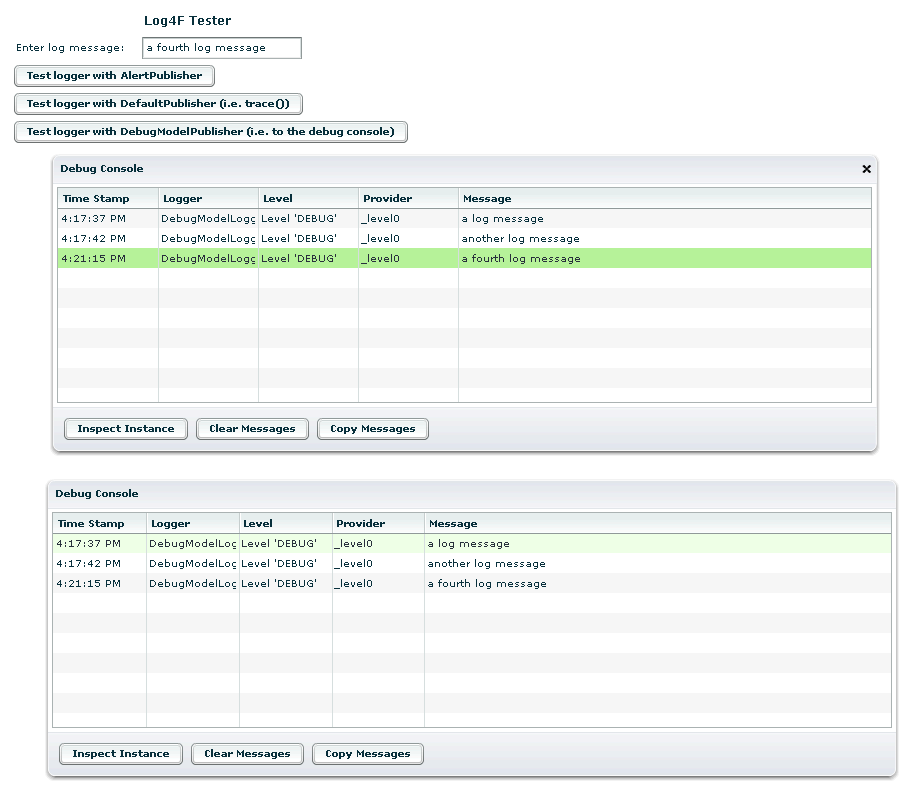 Log4F Tester
Enter log message: a fourth log message
Test logger with AlertPublisher
Test logger with DefaultPublisher (i.e. trace())
Test logger with DebugModelPublisher (i.e. to the debug console)
Debug Console
Time Stamp Logger Level Provider Message
4:17:37 PM DebugModelLogg Level 'DEBUG' _level0 a log message
4:17:42 PM DebugModelLogg Level 'DEBUG' _level0 another log message
4:21:15 PM DebugModelLogg Level 'DEBUG' _level0 a fourth log message
Inspect Instance Clear Messages Copy Messages
Debug Console
Time Stamp Logger Level Provider Message
4:17:37 PM DebugModelLog Level 'DEBUG' _level0 a log message
4:17:42 PM DebugModelLog Level 'DEBUG' _level0 another log message
4:21:15 PM DebugModelLog Level 'DEBUG' _level0 a fourth log message
Inspect Instance Clear Messages Copy Messages